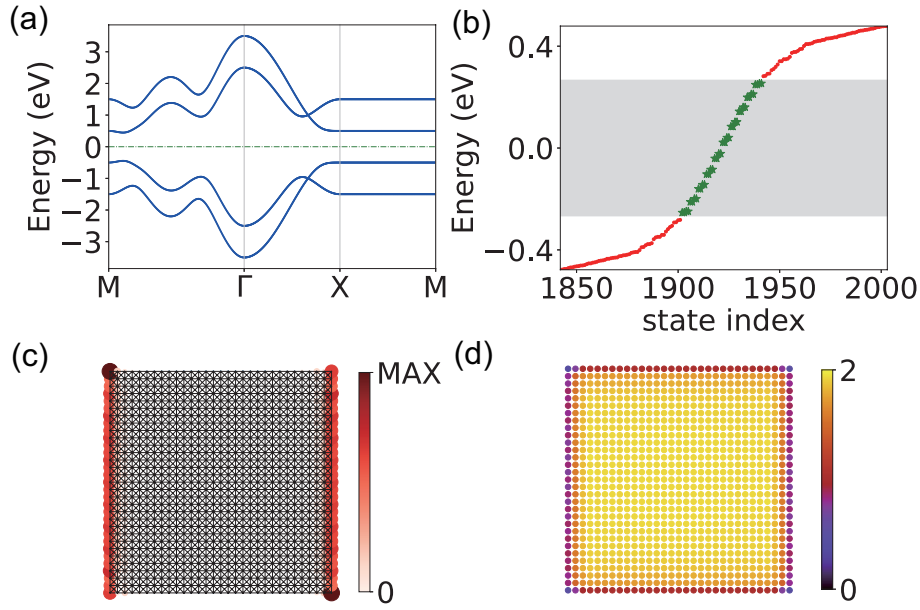 (a)
Energy (eV)
3
2
1
0
−1
−2
−3
M
Γ
X
M
(b)
Energy (eV)
0.4
0.0
−0.4
1850
1900
1950
2000
state index
(c)
MAX
0
(d)
2
0